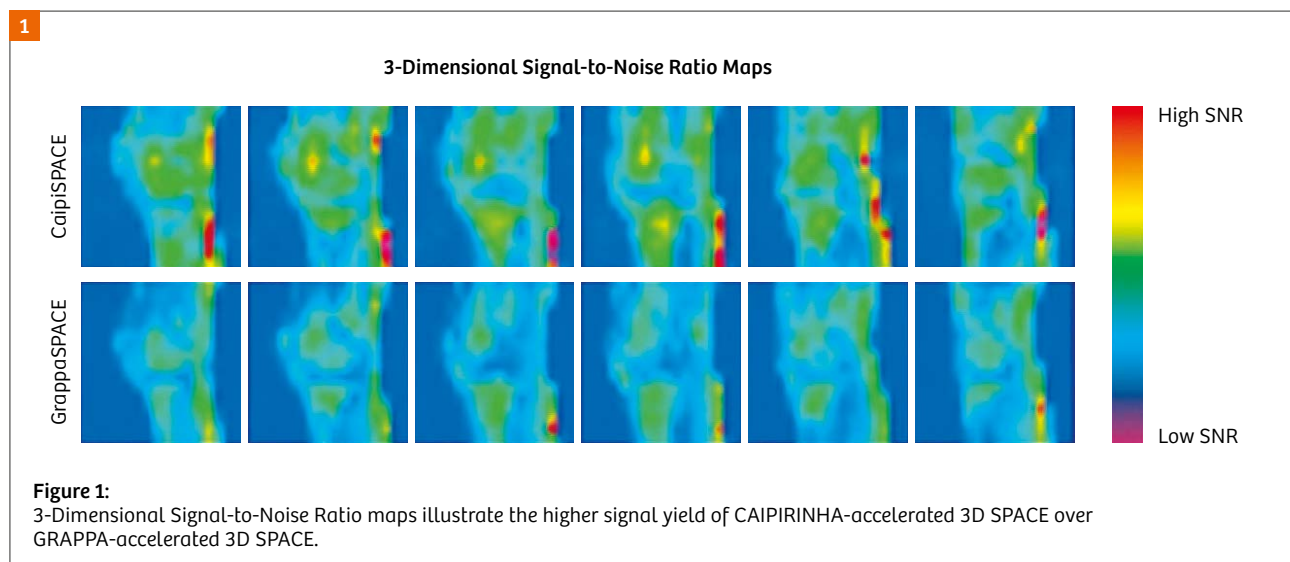 1
3-Dimensional Signal-to-Noise Ratio Maps
CaipiSPACE
High SNR
GrappaSPACE
Low SNR
Figure 1:
3-Dimensional Signal-to-Noise Ratio maps illustrate the higher signal yield of CAIPIRINHA-accelerated 3D SPACE over
GRAPPA-accelerated 3D SPACE.